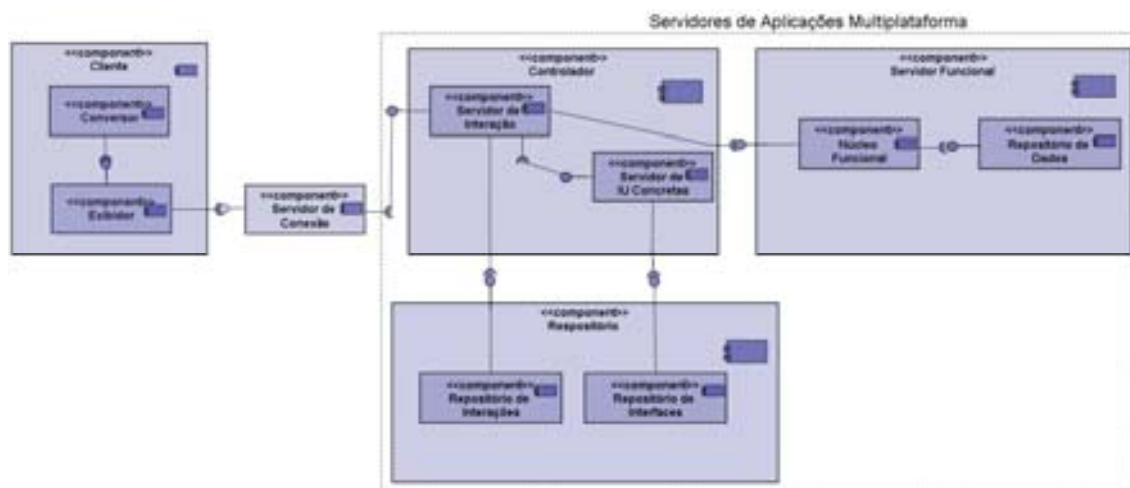 Servidores de Aplicações Multiplataforma
<<component>>
Cliente
<<component>>
Conversor
<<component>>
Exibidor
<<component>>
Servidor de
Conexão
<<component>>
Controlador
<<component>>
Servidor de
Interação
<<component>>
Servidor de
IU Concretas
<<component>>
Servidor Funcional
<<component>>
Núcleo
Funcional
<<component>>
Repositório de
Dados
<<component>>
Respositório
<<component>>
Repositório de
Interações
<<component>>
Repositório de
Interfaces